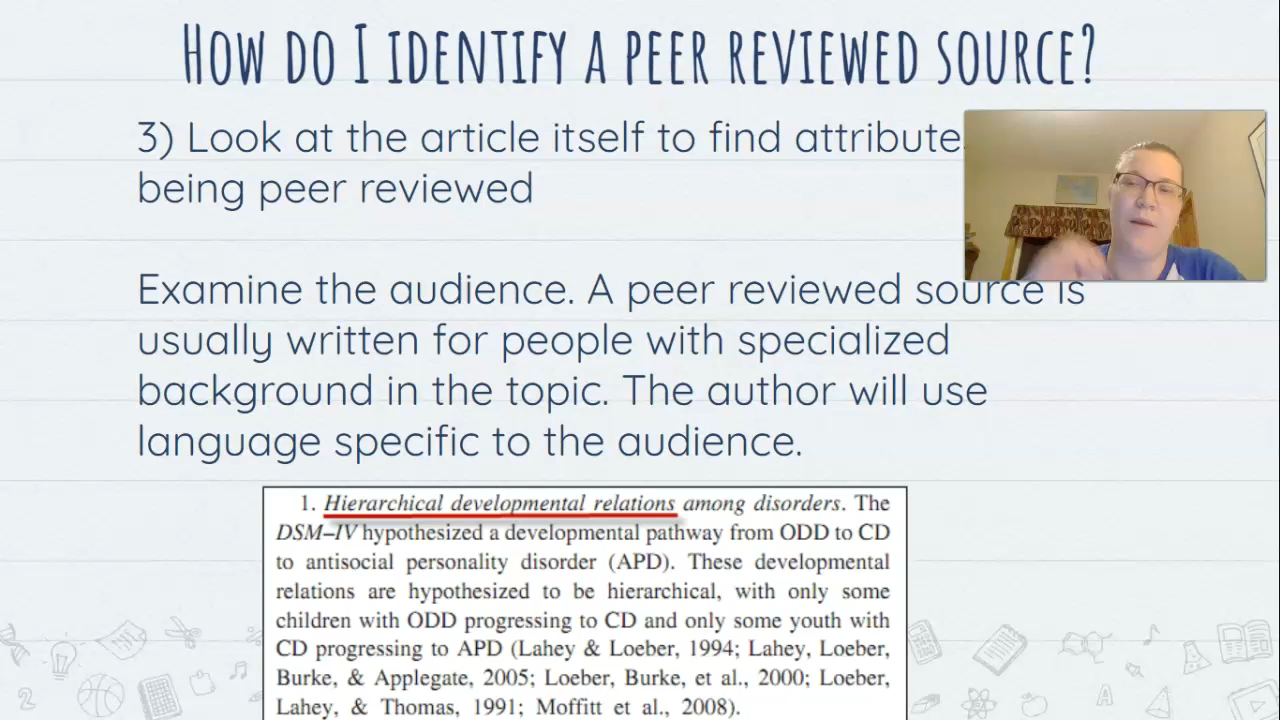 HOW DO I IDENTIFY A PEER REVIEWED SOURCE?
3) Look at the article itself to find attribute
being peer reviewed
Examine the audience. A peer reviewed source is
usually written for people with specialized
background in the topic. The author will use
language specific to the audience.
1. Hierarchical developmental relations among disorders. The
DSM–IV hypothesized a developmental pathway from ODD to CD
to antisocial personality disorder (APD). These developmental
relations are hypothesized to be hierarchical, with only some
children with ODD progressing to CD and only some youth with
CD progressing to APD (Lahey & Loeber, 1994; Lahey, Loeber,
Burke, & Applegate, 2005; Loeber, Burke, et al., 2000; Loeber,
Lahey, & Thomas, 1991; Moffitt et al., 2008).